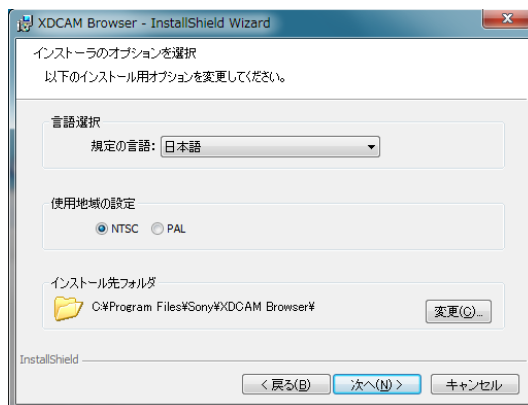 XDCAM Browser - InstallShield Wizard
インストーラのオプションを選択
以下のインストール用オプションを変更してください。
言語選択
規定の言語: 日本語
使用地域の設定
NTSC PAL
インストール先フォルダ
C:¥Program Files¥Sony¥XDCAM Browser¥ 変更(C)...
InstallShield
< 戻る(B) 次へ(N) > キャンセル